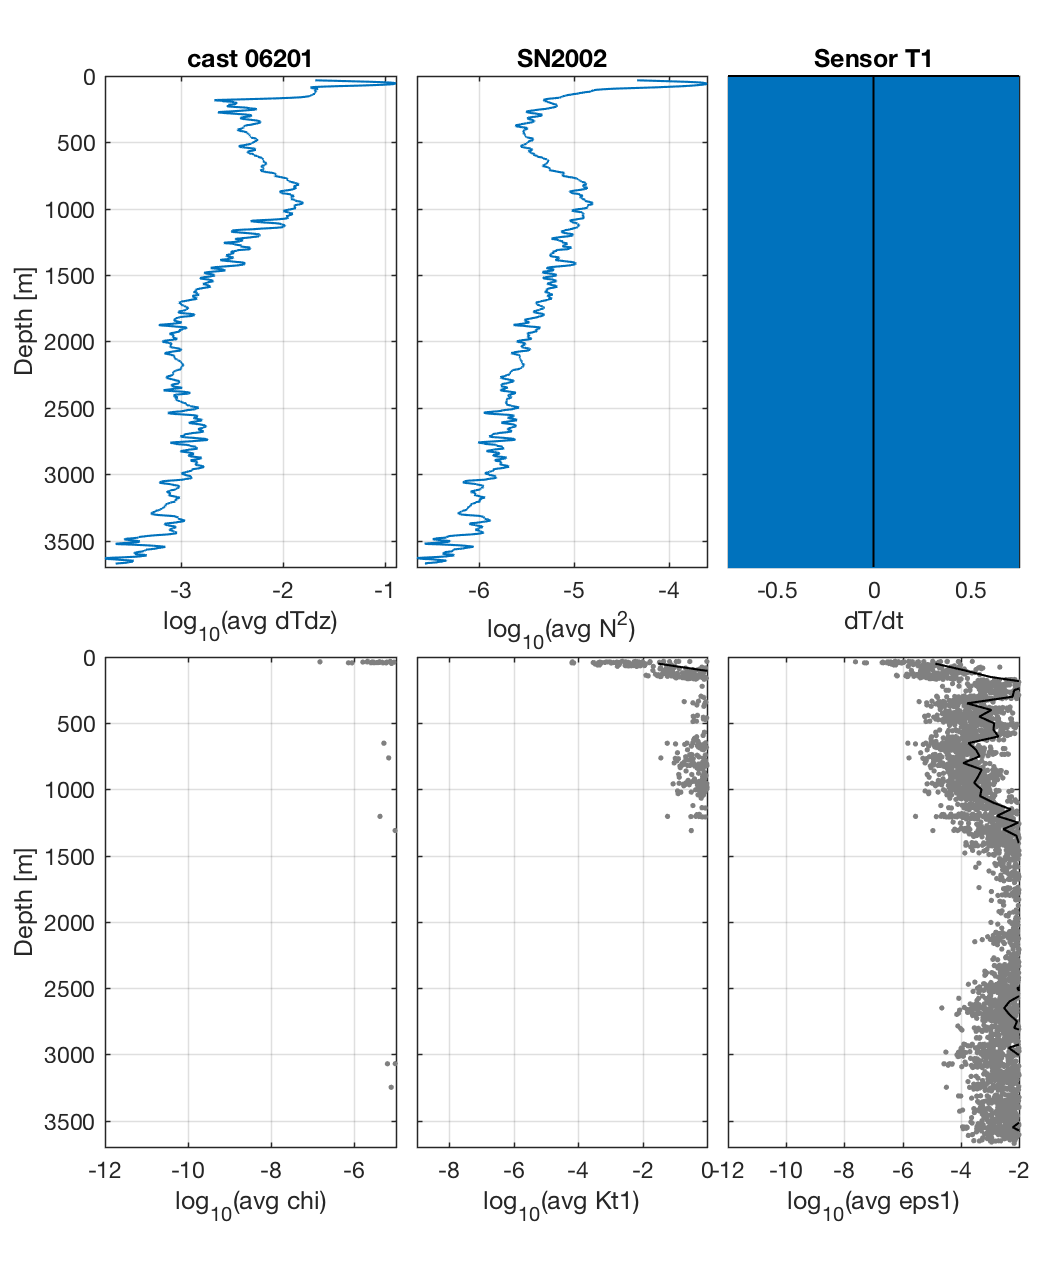 cast 06201 SN2002 Sensor T1
0
500
1000
1500
2000
2500
3000
3500
Depth [m]
-3 -2 -1 -6 -5 -4 -0.5 0 0.5
log10(avg dTdz) log10(avg N2) dT/dt
0
500
1000
1500
2000
2500
3000
3500
Depth [m]
-12 -10 -8 -6 -8 -6 -4 -2 0 -12 -10 -8 -6 -4 -2
log10(avg chi) log10(avg Kt1) log10(avg eps1)